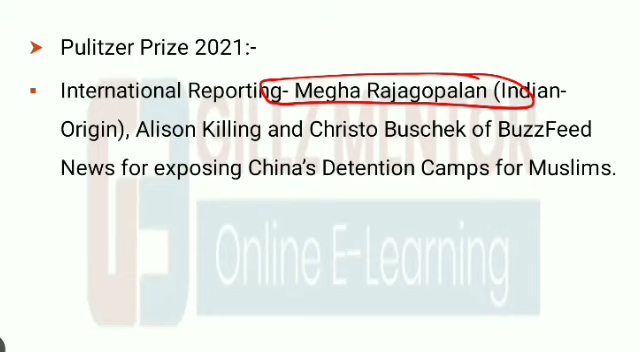 Pulitzer Prize 2021:-
International Reporting- Megha Rajagopalan (Indian-
Origin), Alison Killing and Christo Buschek of BuzzFeed
News for exposing China's Detention Camps for Muslims.
Online E-Learning